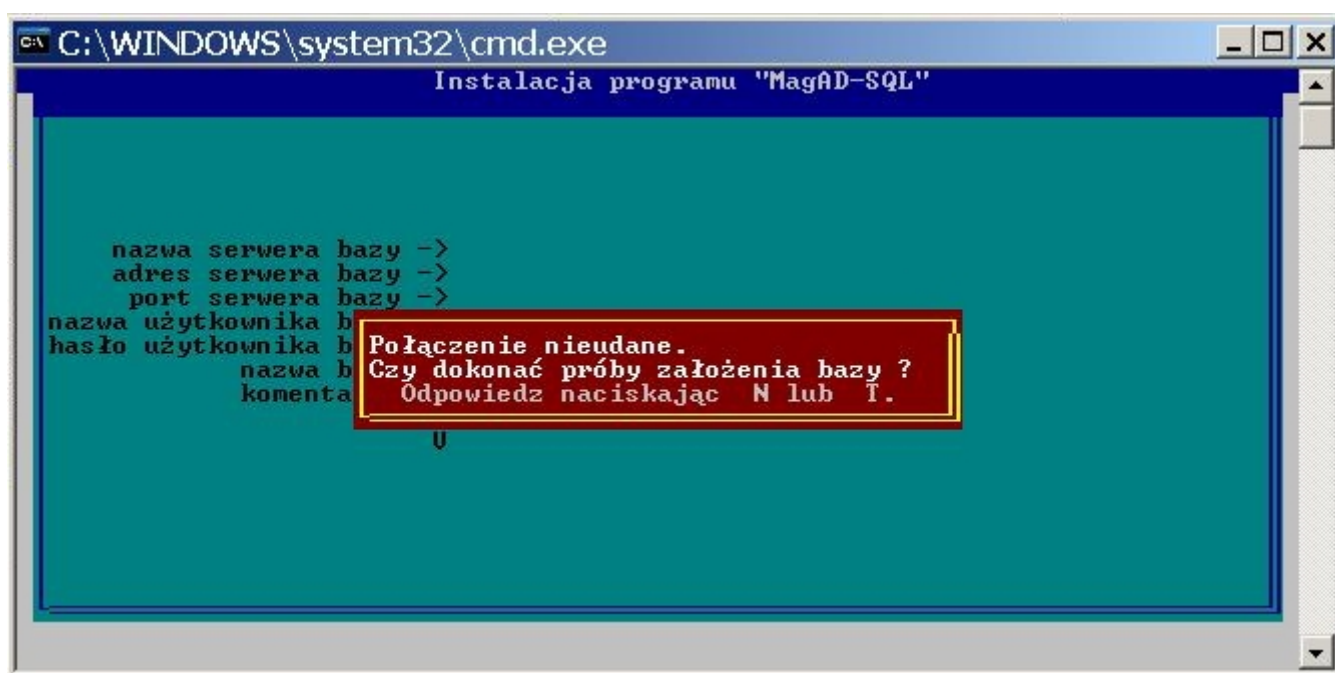 C:\WINDOWS\system32\cmd.exe
Instalacja programu "MagAD-SQL"
nazwa serwera bazy ->
adres serwera bazy ->
port serwera bazy ->
nazwa użytkownika b
hasło użytkownika b
nazwa b
komenta
Połączenie nieudane.
Czy dokonać próby założenia bazy ?
Odpowiedz naciskając N lub T.
V